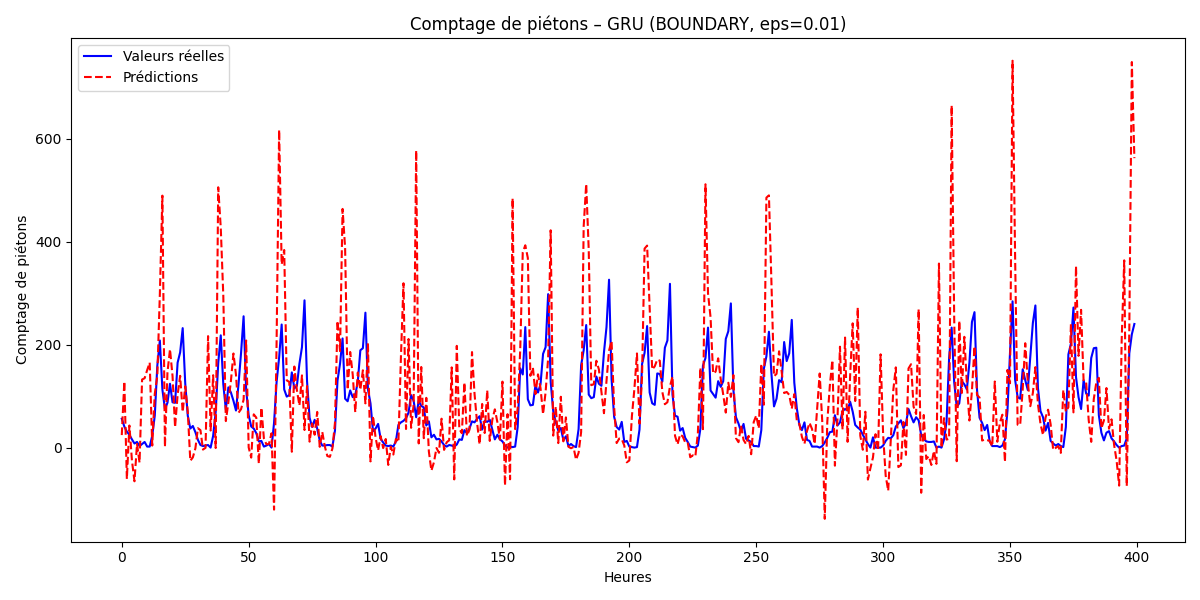 Comptage de piétons – GRU (BOUNDARY, eps=0.01)
Valeurs réelles
Prédictions
Comptage de piétons
600
400
200
0
0 50 100 150 200 250 300 350 400
Heures